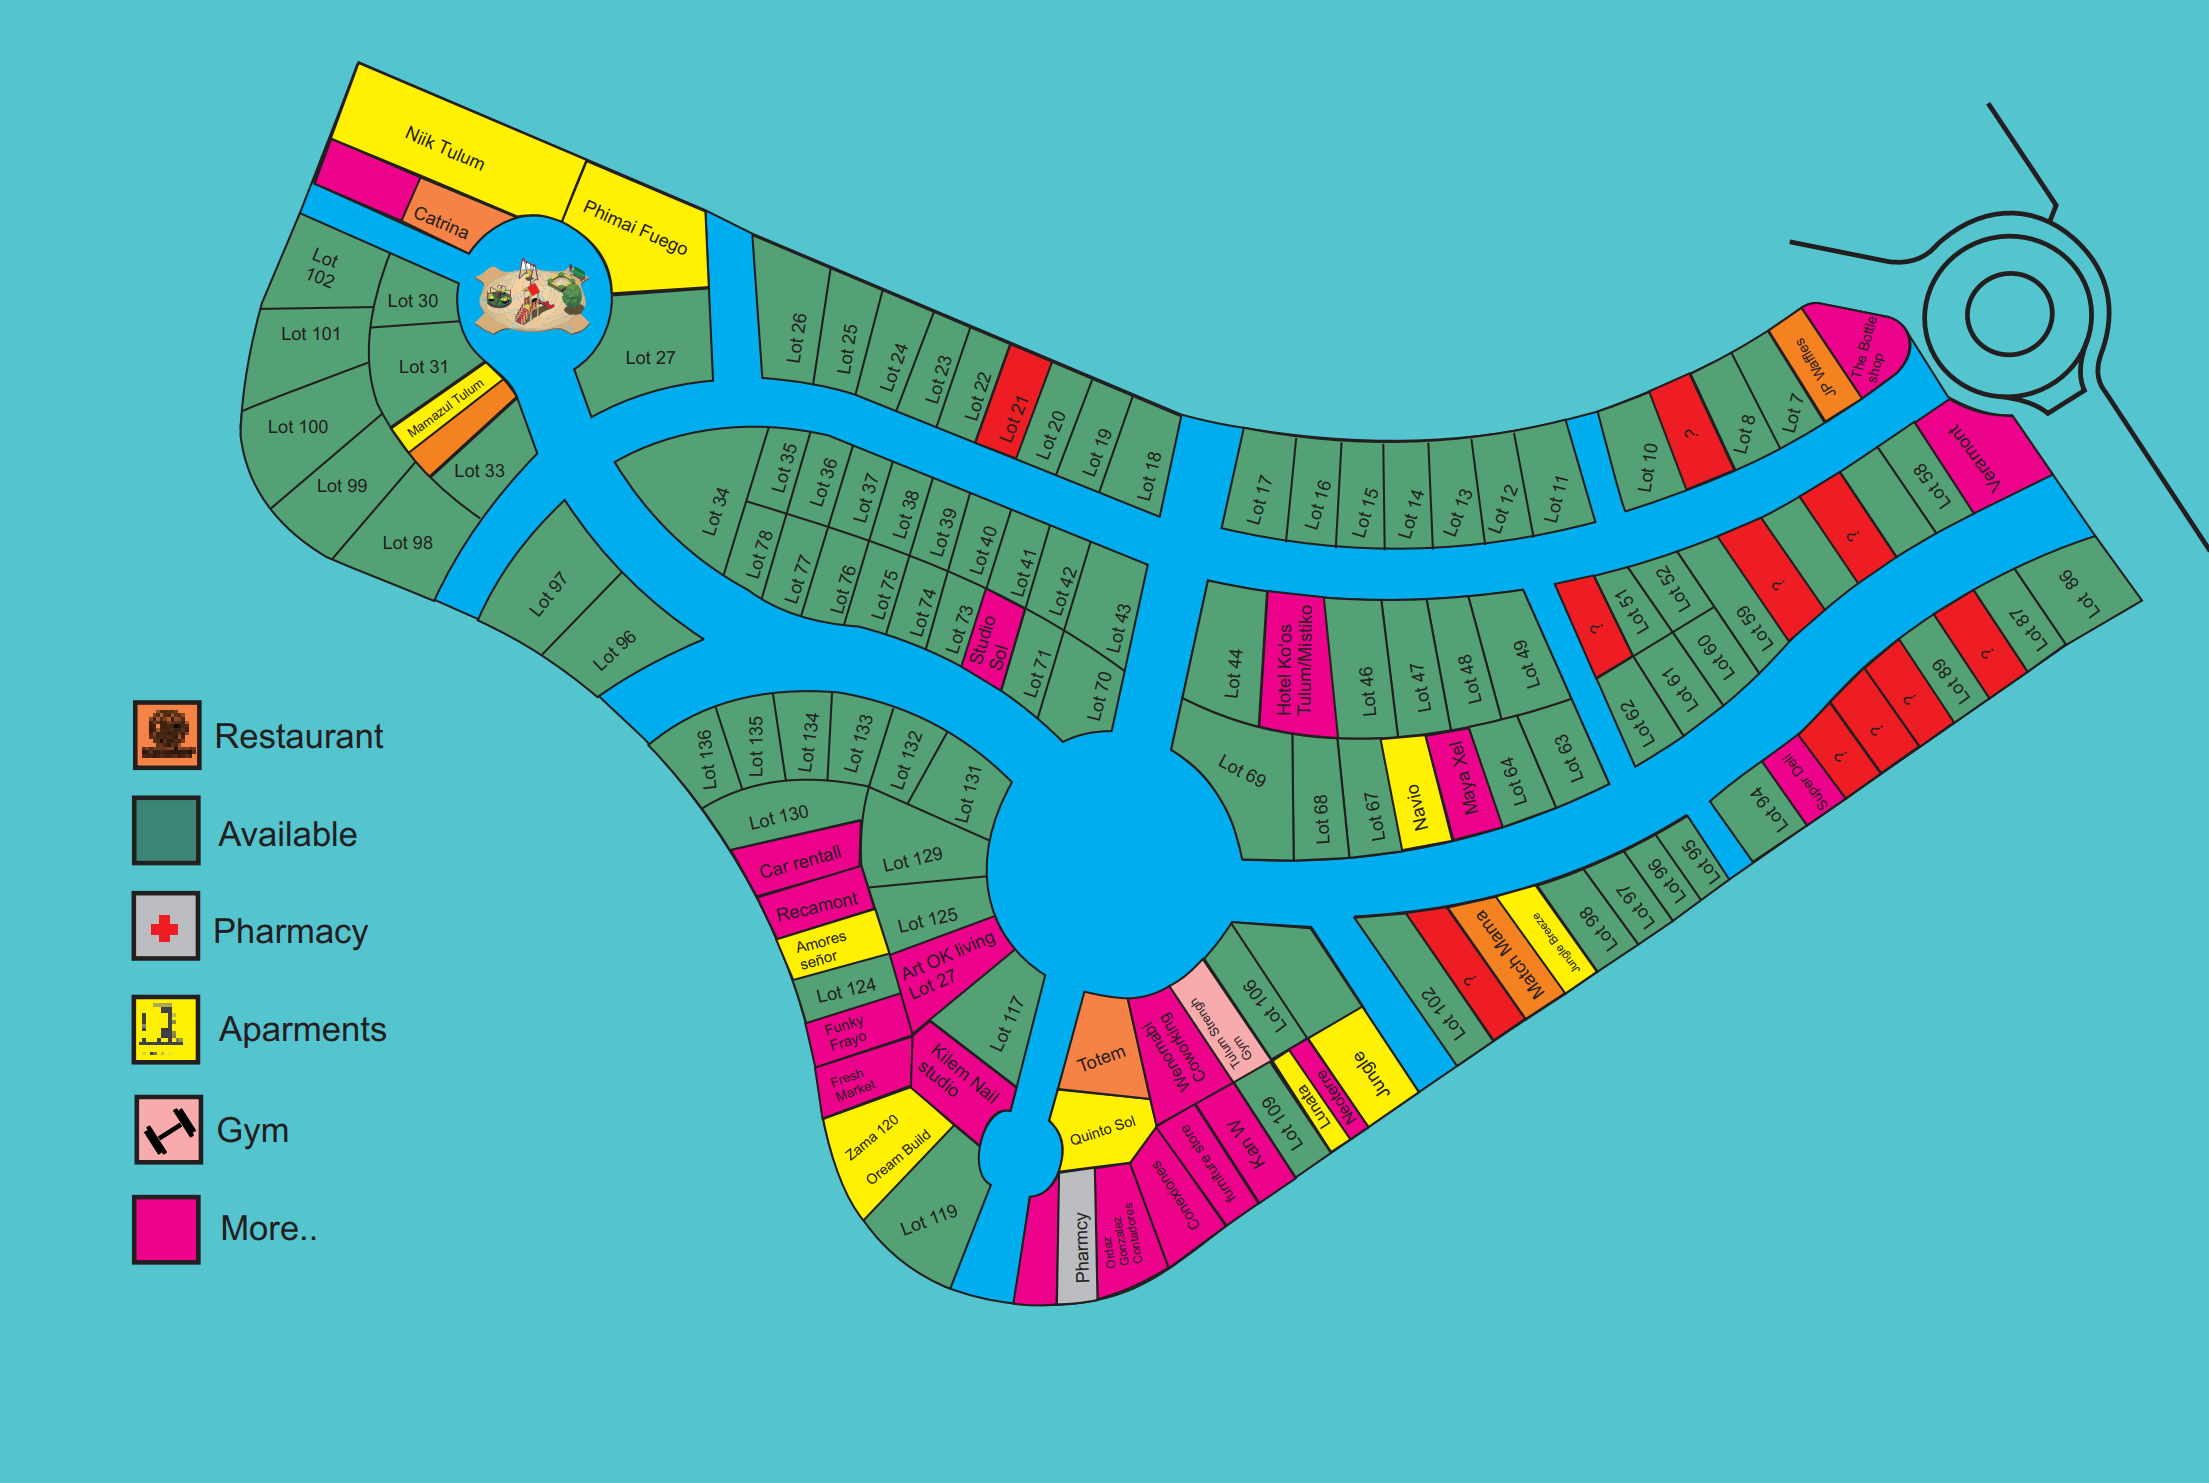 Niik Tulum
Phimai Fuego
Catrina
Lot
102
Lot 30
Lot 101
Lot 31
Lot 27
Mamazul Tulum
Lot 100
Lot 33
Lot 99
Lot 98
Lot 97
Lot 96
Lot 26
Lot 25
Lot 24
Lot 23
Lot 22
Lot 21
Lot 20
Lot 19
Lot 18
Lot 17
Lot 16
Lot 15
Lot 14
Lot 13
Lot 12
Lot 11
Lot 10
?
Lot 8
Lot 7
JP Waffles
The Bottle
shop
Veramont
Lot 58
?
?
Lot 59
Lot 52
Lot 51
?
Lot 60
Lot 61
Lot 62
Lot 34
Lot 35
Lot 36
Lot 37
Lot 38
Lot 39
Lot 40
Lot 41
Lot 42
Lot 43
Lot 78
Lot 77
Lot 76
Lot 75
Lot 74
Lot 73
Studio
Sol
Lot 71
Lot 70
Lot 44
Hotel Ko'os
Tulum/Mistiko
Lot 46
Lot 47
Lot 48
Lot 49
Lot 69
Lot 68
Lot 67
Navio
Maya Xel
Lot 64
Lot 63
Lot 86
Lot 87
?
Lot 89
?
?
?
Super Deli
Lot 94
Lot 95
Lot 96
Lot 97
Lot 98
Jungle Breeze
Match Mama
?
Lot 102
Lot 136
Lot 135
Lot 134
Lot 133
Lot 132
Lot 131
Lot 130
Car rentall
Lot 129
Recamont
Lot 125
Amores
señor
Art OK living
Lot 27
Lot 124
Lot 117
Funky
Frayo
Kilem Nail
studio
Fresh
Market
Zama 120
Oream Build
Lot 119
Totem
Wenomabi
Coworking
Tulum Strengh
Gym
Lot 106
Jungle
Neoterre
Lunata
Lot 109
Kan W
furniture store
Conexiones
Quinto Sol
Pharmcy
Ordaz
Gonzalez
Contadores
Restaurant
Available
Pharmacy
Aparments
Gym
More..